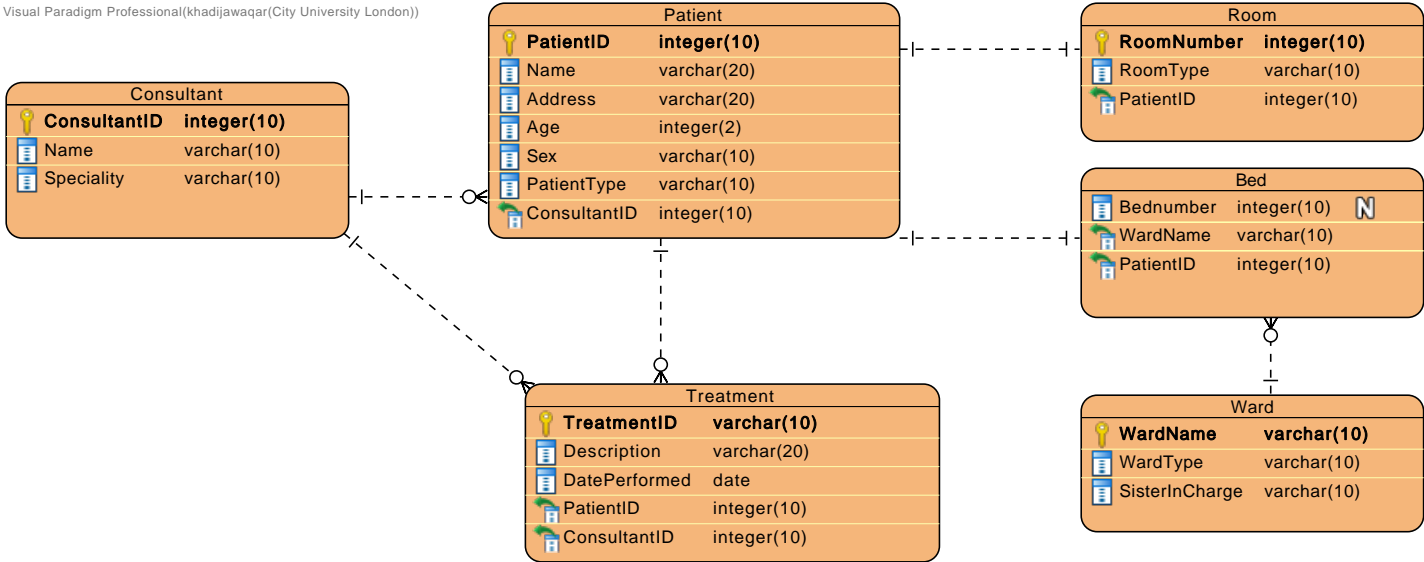 Visual Paradigm Professional(khadijawaqar(City University London))
Consultant
ConsultantID integer(10)
Name varchar(10)
Speciality varchar(10)
Patient
PatientID integer(10)
Name varchar(20)
Address varchar(20)
Age integer(2)
Sex varchar(10)
PatientType varchar(10)
ConsultantID integer(10)
Room
RoomNumber integer(10)
RoomType varchar(10)
PatientID integer(10)
Bed
Bednumber integer(10) N
WardName varchar(10)
PatientID integer(10)
Treatment
TreatmentID varchar(10)
Description varchar(20)
DatePerformed date
PatientID integer(10)
ConsultantID integer(10)
Ward
WardName varchar(10)
WardType varchar(10)
SisterInCharge varchar(10)